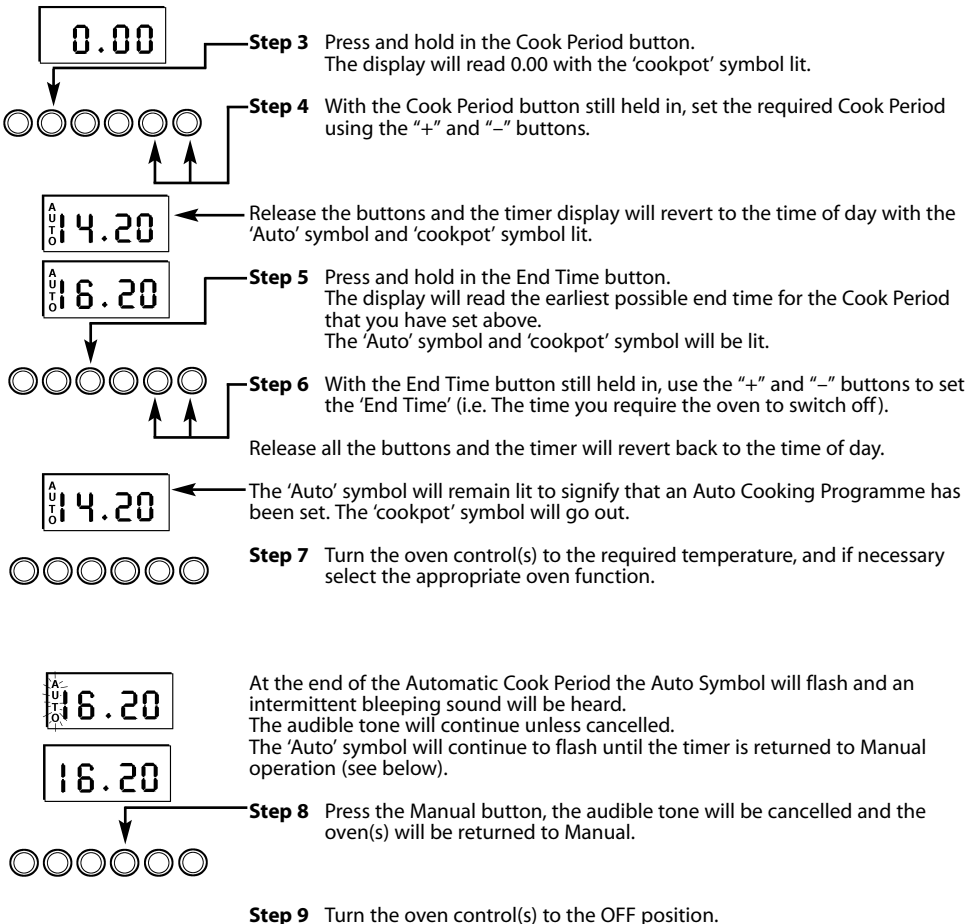 0.00
Step 3 Press and hold in the Cook Period button.
The display will read 0.00 with the ‘cookpot’ symbol lit.
Step 4 With the Cook Period button still held in, set the required Cook Period
using the “+” and “–” buttons.
AUTO 14.20
Release the buttons and the timer display will revert to the time of day with the
‘Auto’ symbol and ‘cookpot’ symbol lit.
AUTO 16.20
Step 5 Press and hold in the End Time button.
The display will read the earliest possible end time for the Cook Period
that you have set above.
The ‘Auto’ symbol and ‘cookpot’ symbol will be lit.
Step 6 With the End Time button still held in, use the “+” and “–” buttons to set
the ‘End Time’ (i.e. The time you require the oven to switch off).
Release all the buttons and the timer will revert back to the time of day.
AUTO 14.20
The ‘Auto’ symbol will remain lit to signify that an Auto Cooking Programme has
been set. The ‘cookpot’ symbol will go out.
Step 7 Turn the oven control(s) to the required temperature, and if necessary
select the appropriate oven function.
AUTO 16.20
At the end of the Automatic Cook Period the Auto Symbol will flash and an
intermittent bleeping sound will be heard.
The audible tone will continue unless cancelled.
The ‘Auto’ symbol will continue to flash until the timer is returned to Manual
operation (see below).
16.20
Step 8 Press the Manual button, the audible tone will be cancelled and the
oven(s) will be returned to Manual.
Step 9 Turn the oven control(s) to the OFF position.